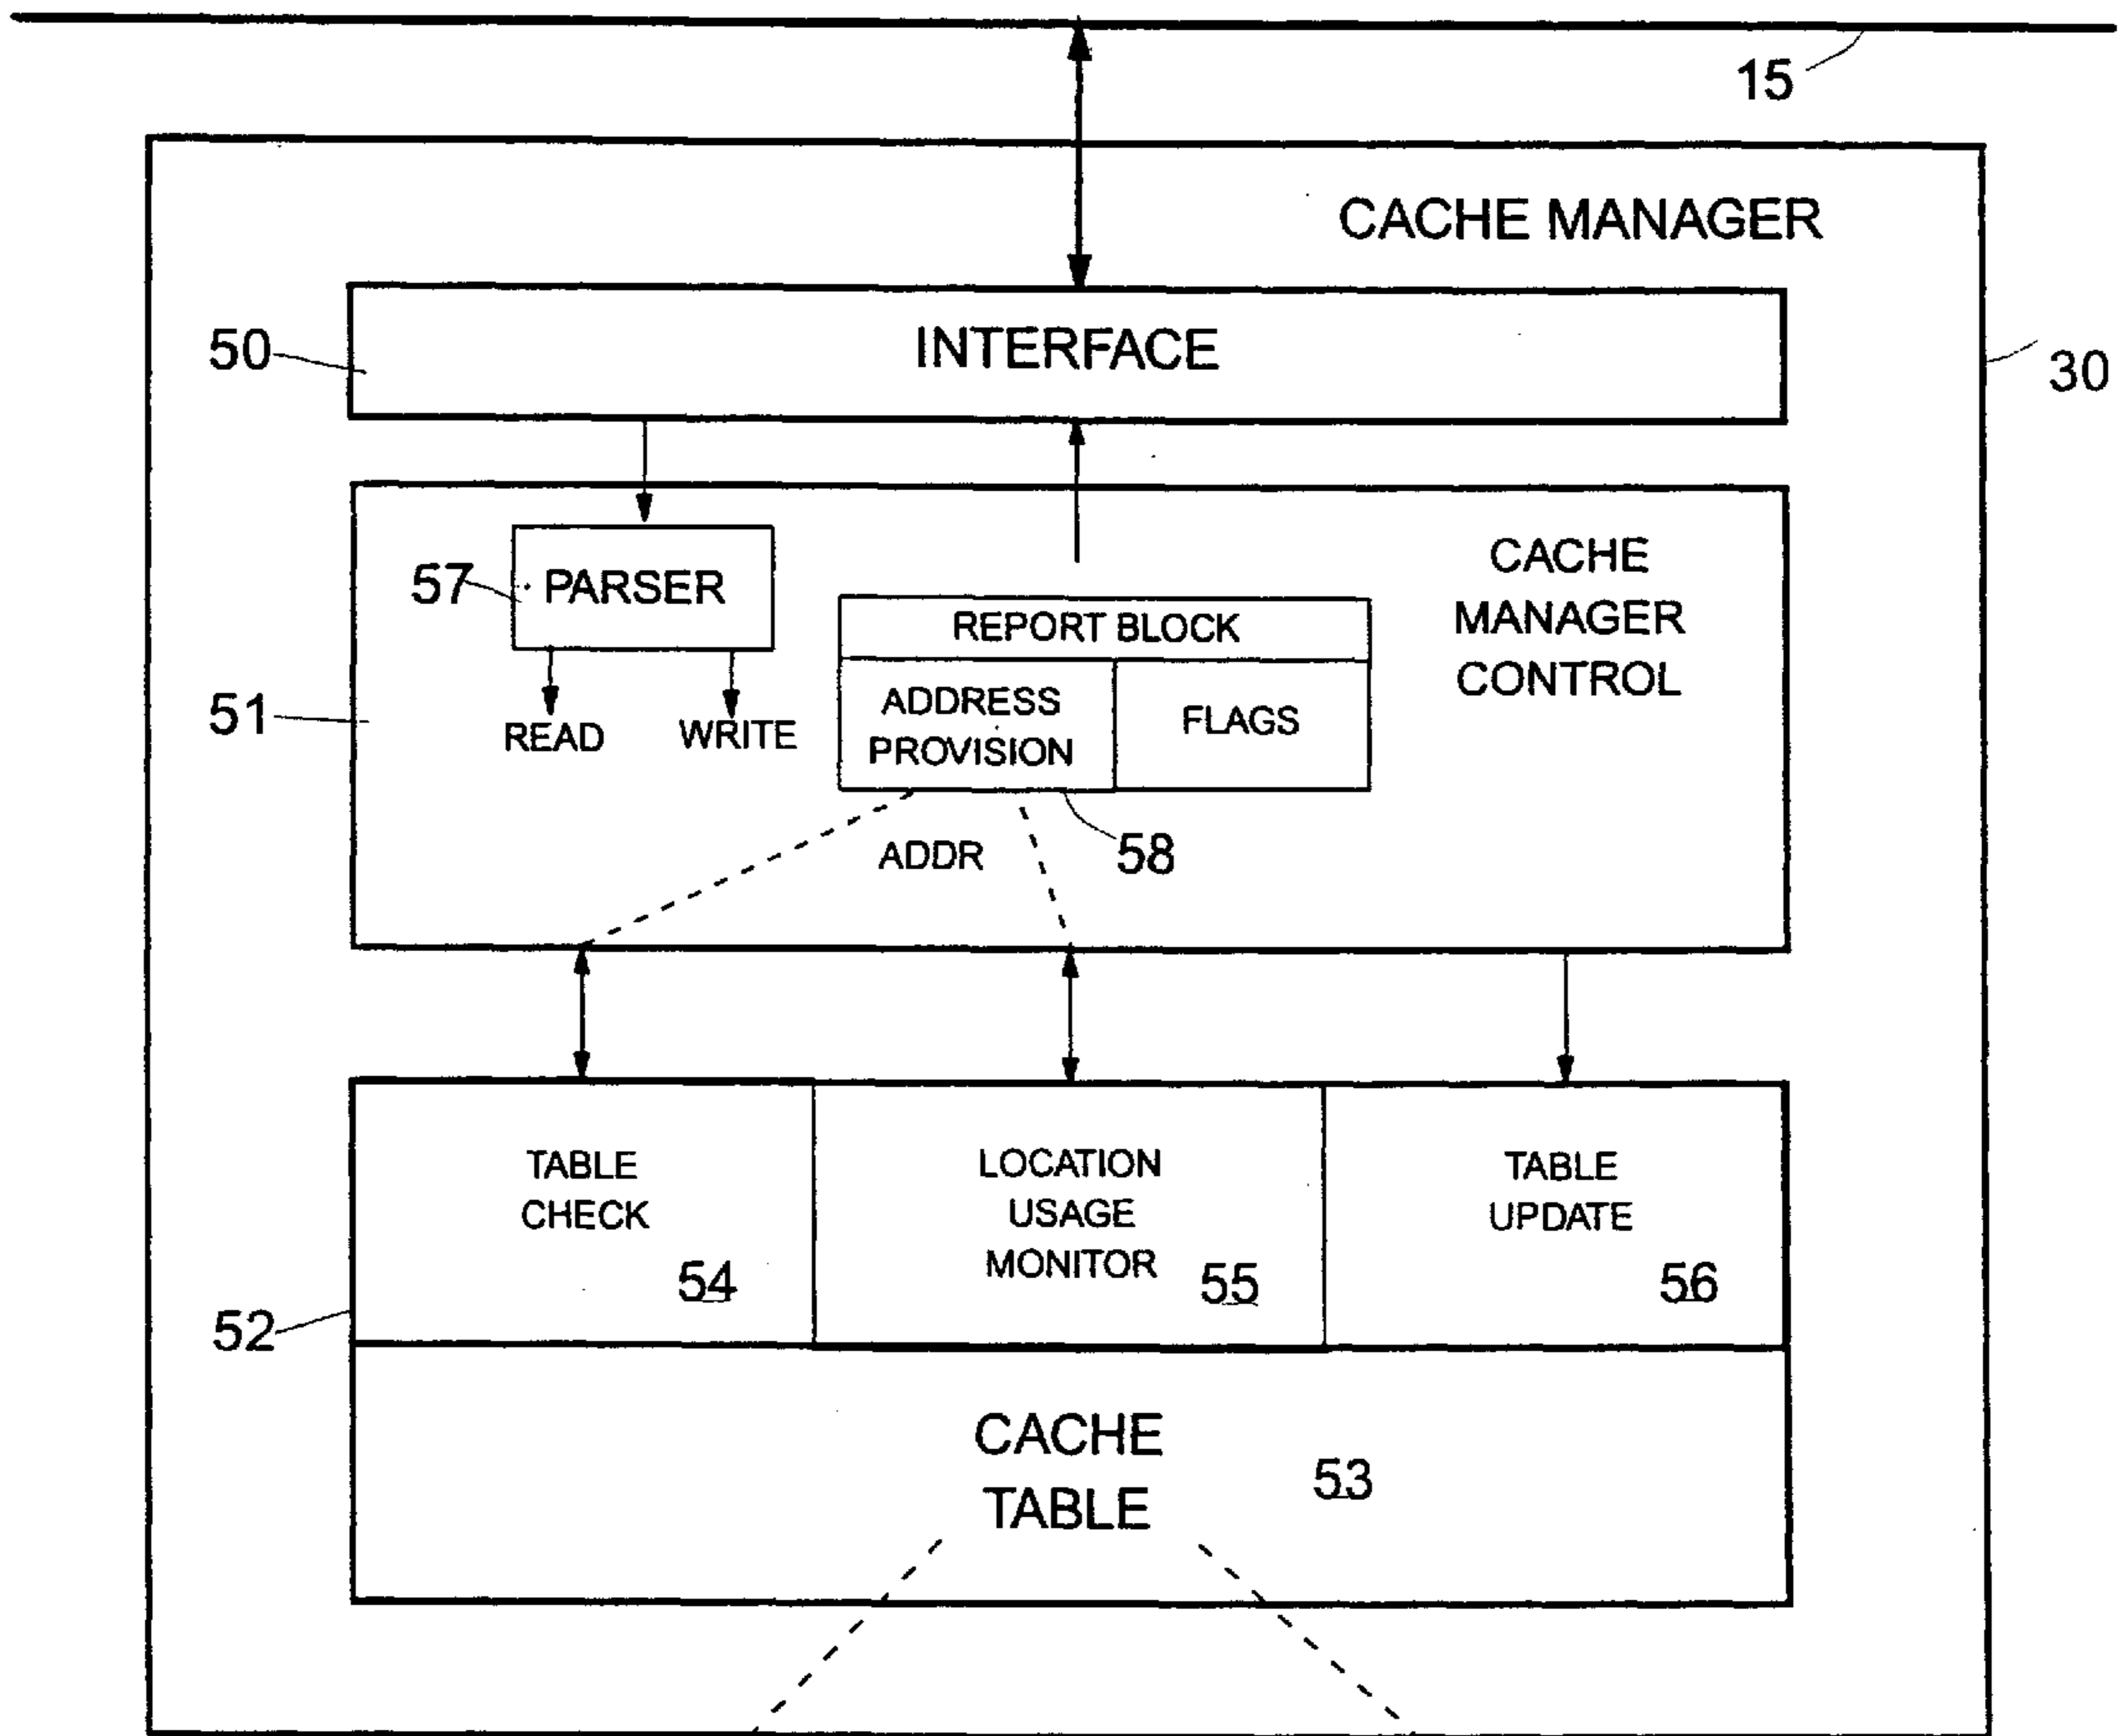 15
CACHE MANAGER
50
INTERFACE
30
57
PARSER
READ
WRITE
REPORT BLOCK
ADDRESS
PROVISION
FLAGS
CACHE
MANAGER
CONTROL
51
ADDR
58
TABLE
CHECK
54
LOCATION
USAGE
MONITOR
55
TABLE
UPDATE
56
52
CACHE
TABLE
53